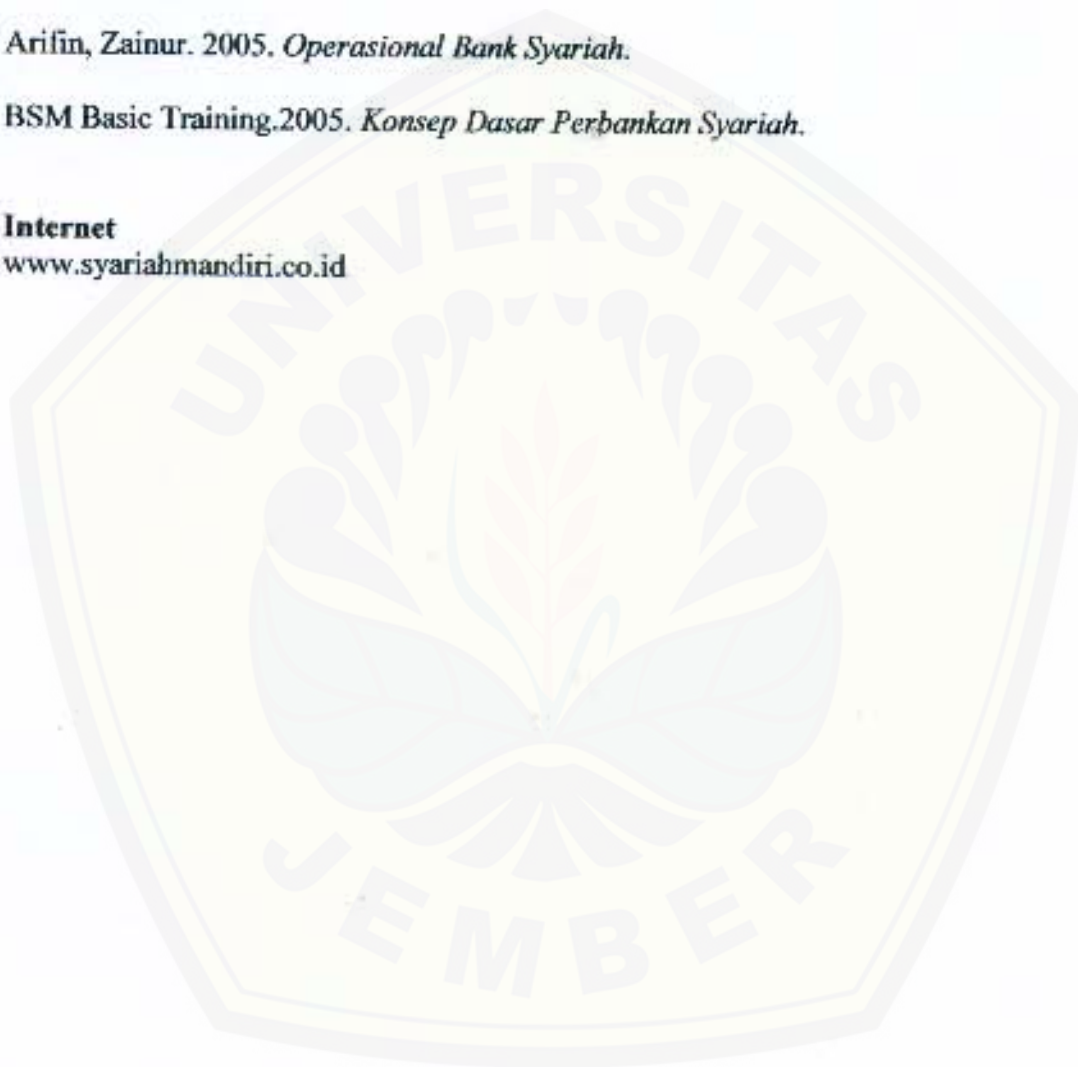 Arifin, Zainur. 2005. Operasional Bank Syariah.
BSM Basic Training.2005. Konsep Dasar Perbankan Syariah.
Internet
www.syariahmandiri.co.id
UNIVERSITAS
JEMBER